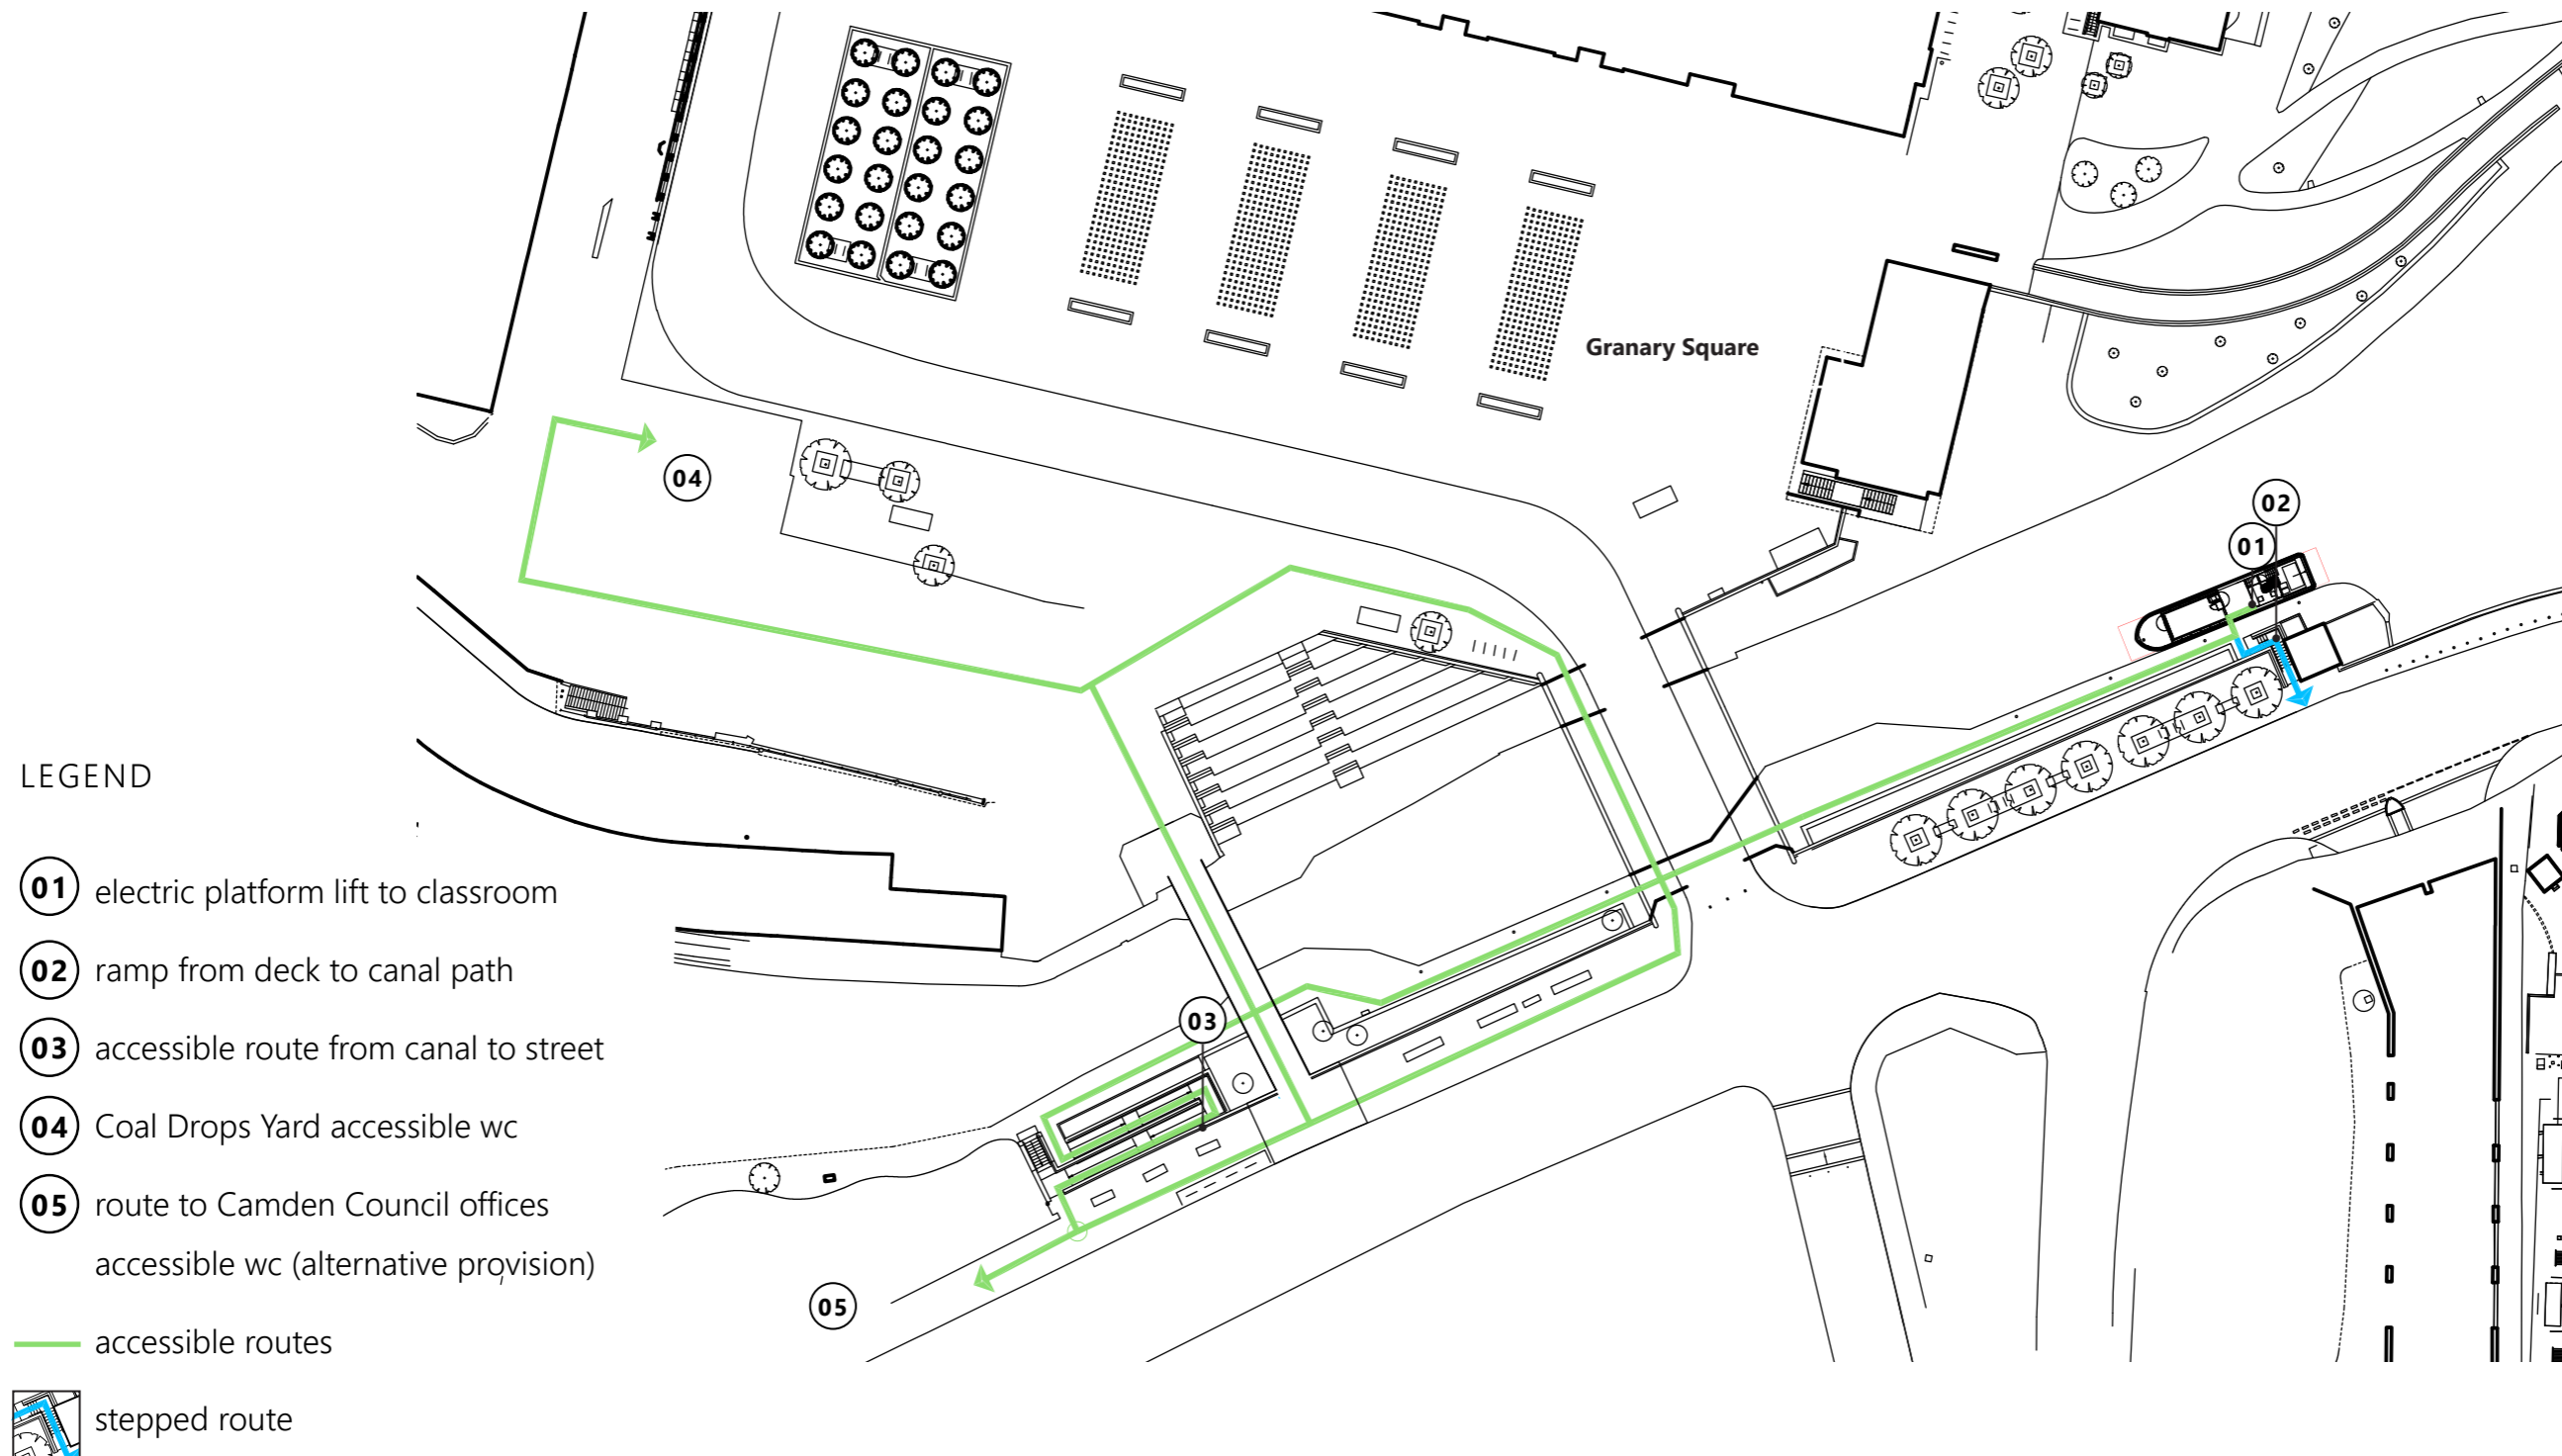 Granary Square
02
01
04
03
05
LEGEND
01 electric platform lift to classroom
02 ramp from deck to canal path
03 accessible route from canal to street
04 Coal Drops Yard accessible wc
05 route to Camden Council offices
accessible wc (alternative provision)
accessible routes
stepped route